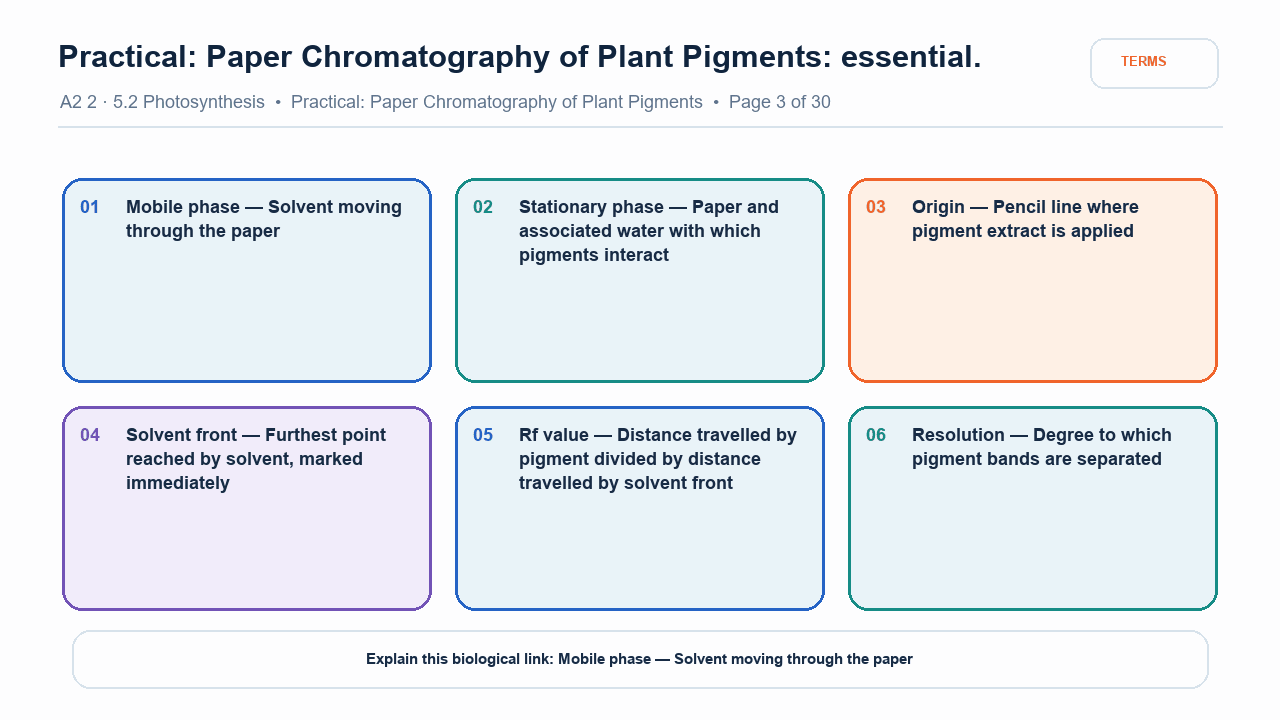 Practical: Paper Chromatography of Plant Pigments: essential.
TERMS
A2 2 · 5.2 Photosynthesis • Practical: Paper Chromatography of Plant Pigments • Page 3 of 30
01 Mobile phase — Solvent moving
through the paper
02 Stationary phase — Paper and
associated water with which
pigments interact
03 Origin — Pencil line where
pigment extract is applied
04 Solvent front — Furthest point
reached by solvent, marked
immediately
05 Rf value — Distance travelled by
pigment divided by distance
travelled by solvent front
06 Resolution — Degree to which
pigment bands are separated
Explain this biological link: Mobile phase — Solvent moving through the paper